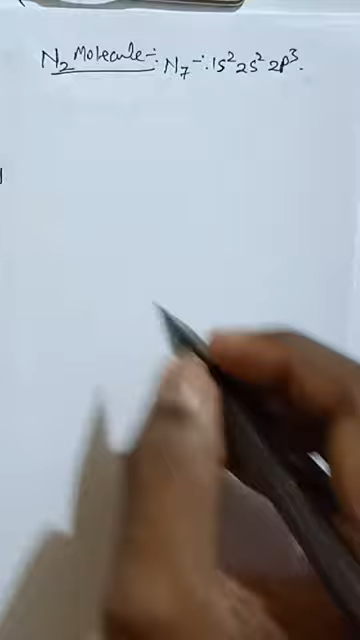 N₂ Molecule:- N₇ -:. 1s² 2s² 2p³.